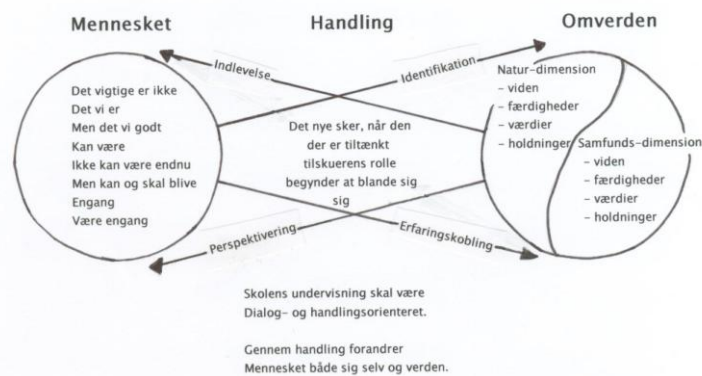 Mennesket
Handling
Omverden
Indlevelse
Identifikation
Det vigtige er ikke
Det vi er
Men det vi godt
Kan være
Ikke kan være endnu
Men kan og skal blive
Engang
Være engang
Det nye sker, når den
der er tiltænkt
tilskuerens rolle
begynder at blande sig
sig
Natur-dimension
- viden
- færdigheder
- værdier
- holdninger
Samfunds-dimension
- viden
- færdigheder
- værdier
- holdninger
Perspektivering
Erfaringskobling
Skolens undervisning skal være
Dialog- og handlingsorienteret.
Gennem handling forandrer
Mennesket både sig selv og verden.